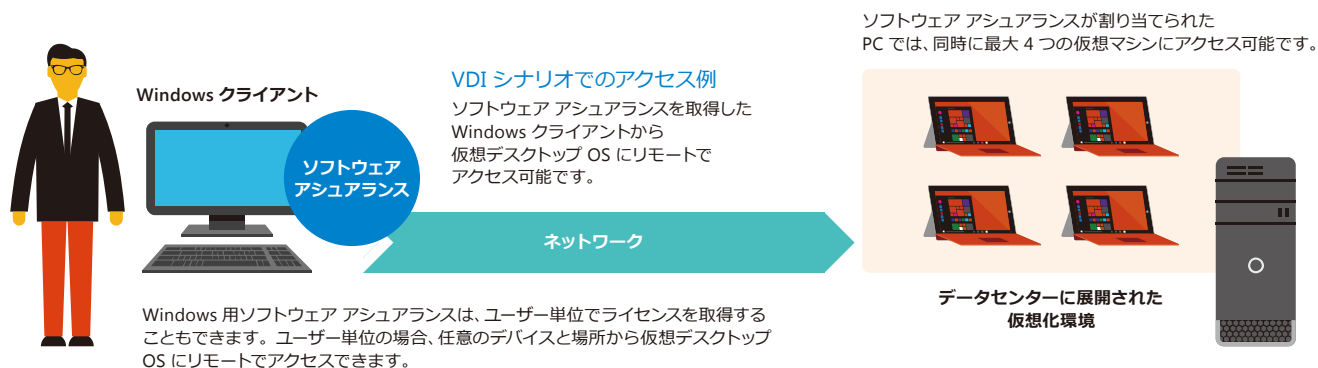 Windows クライアント
ソフトウェア
アシュアランス
VDI シナリオでのアクセス例
ソフトウェア アシュアランスを取得した
Windows クライアントから
仮想デスクトップ OS にリモートで
アクセス可能です。
ネットワーク
Windows 用ソフトウェア アシュアランスは、ユーザー単位でライセンスを取得する
こともできます。ユーザー単位の場合、任意のデバイスと場所から仮想デスクトップ
OS にリモートでアクセスできます。
ソフトウェア アシュアランスが割り当てられた
PC では、同時に最大 4 つの仮想マシンにアクセス可能です。
データセンターに展開された
仮想化環境